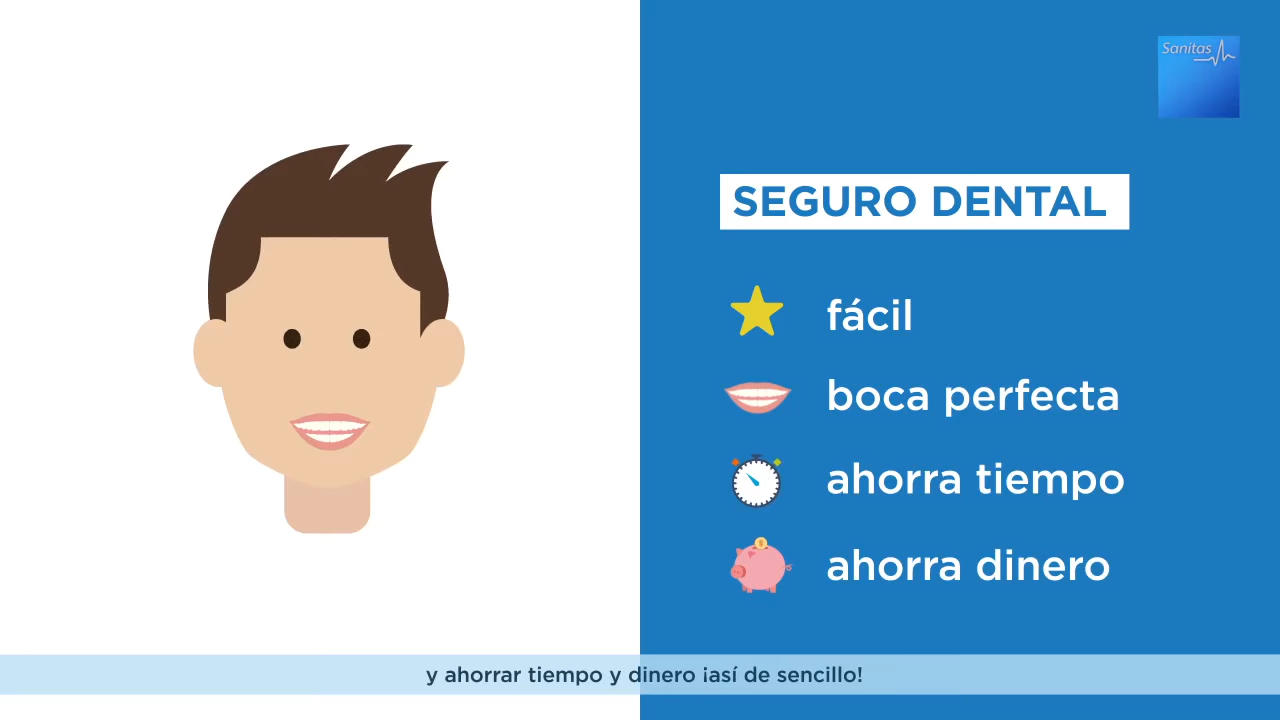 Sanitas
SEGURO DENTAL
fácil
boca perfecta
ahorra tiempo
ahorra dinero
y ahorrar tiempo y dinero ¡así de sencillo!